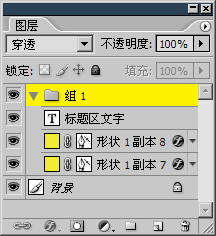 图层
穿透 不透明度: 100%
锁定: 填充: 100%
组 1
T 标题区文字
形状 1 副本 8
形状 1 副本 7
背景